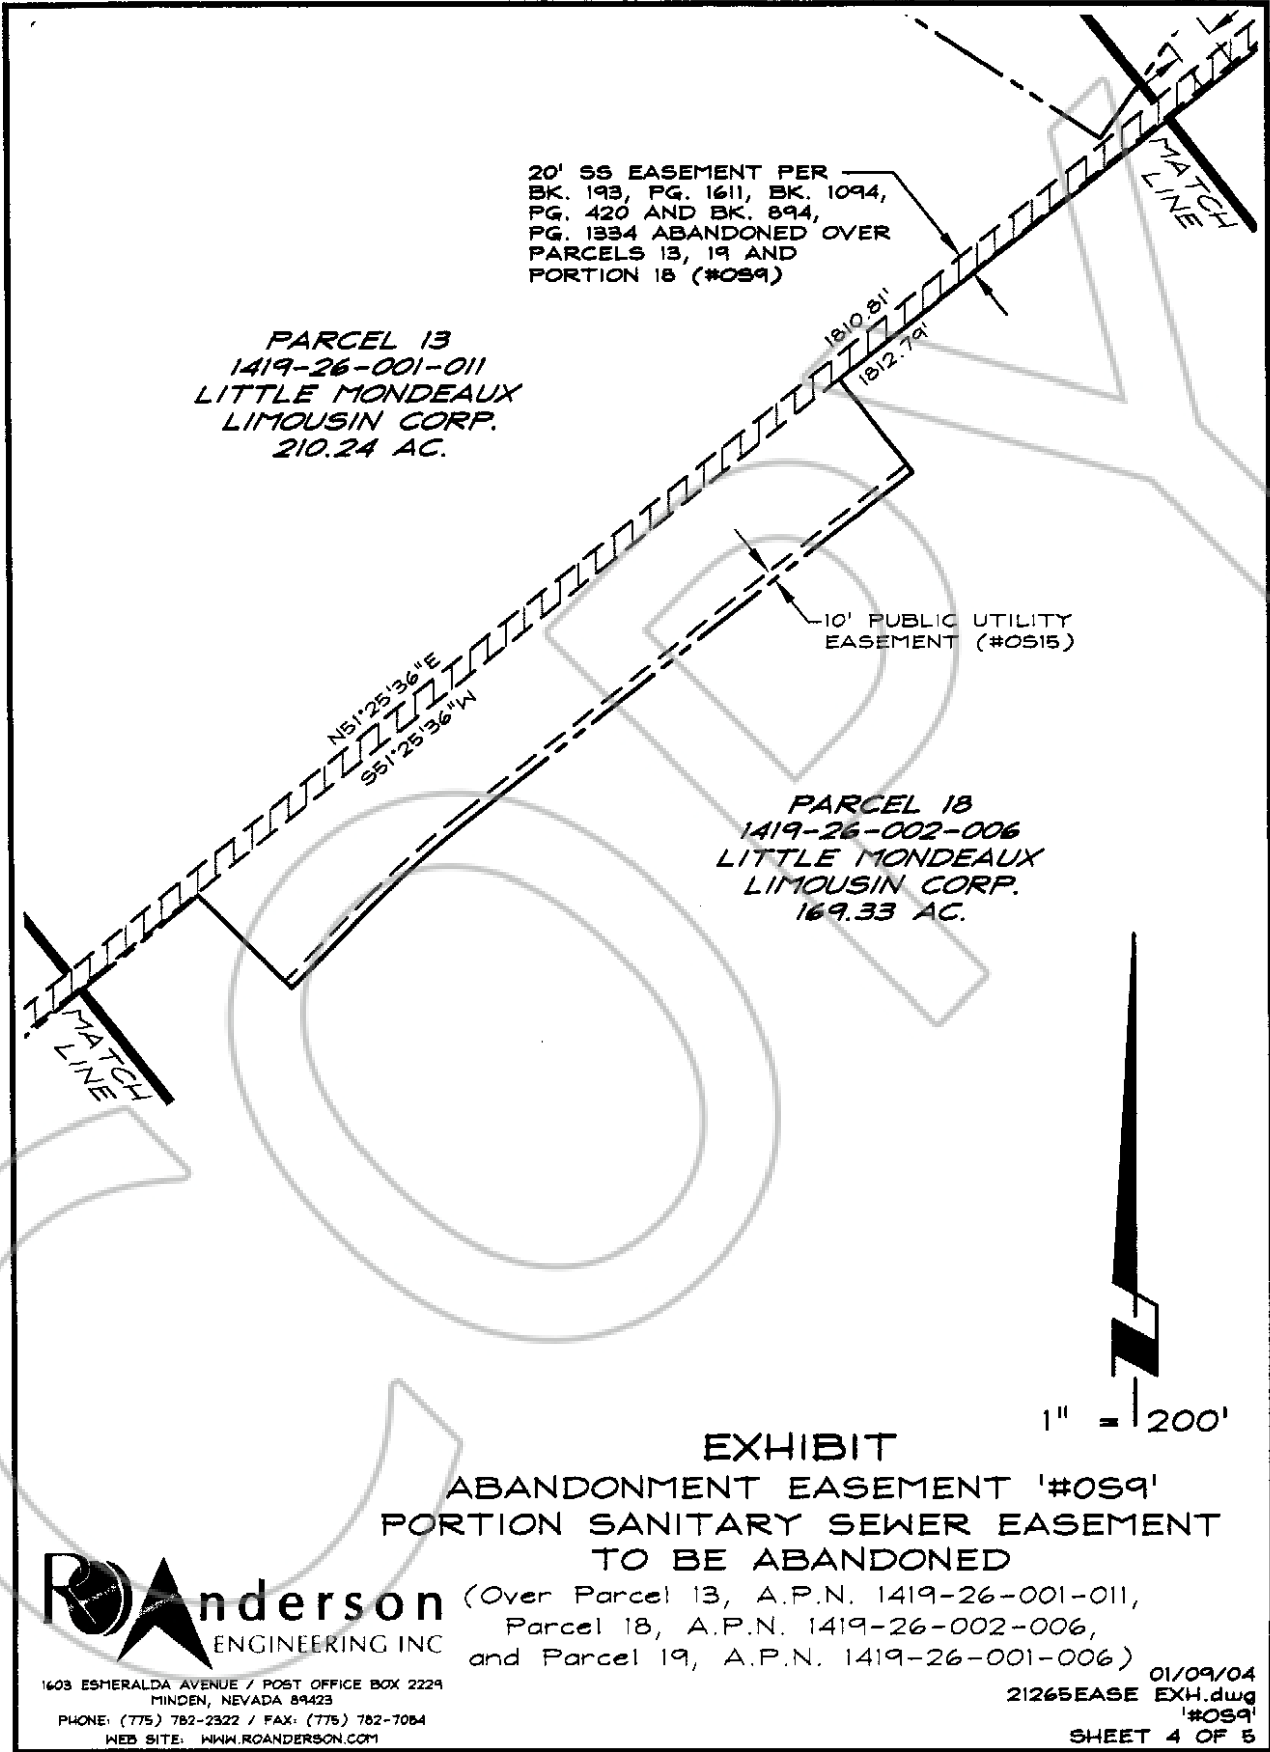 20' SS EASEMENT PER
BK. 193, PG. 1611, BK. 1094,
PG. 420 AND BK. 894,
PG. 1334 ABANDONED OVER
PARCELS 13, 19 AND
PORTION 18 (#OS9)
MATCH
LINE
1810.81'
1812.79'
PARCEL 13
1419-26-001-011
LITTLE MONDEAUX
LIMOUSIN CORP.
210.24 AC.
10' PUBLIC UTILITY
EASEMENT (#OS15)
N51°25'36"E
S51°25'36"W
PARCEL 18
1419-26-002-006
LITTLE MONDEAUX
LIMOUSIN CORP.
169.33 AC.
MATCH
LINE
COPY
1" = 200'
EXHIBIT
ABANDONMENT EASEMENT '#OS9'
PORTION SANITARY SEWER EASEMENT
TO BE ABANDONED
(Over Parcel 13, A.P.N. 1419-26-001-011,
Parcel 18, A.P.N. 1419-26-002-006,
and Parcel 19, A.P.N. 1419-26-001-006)
ROAnderson
ENGINEERING INC
1603 ESMERALDA AVENUE / POST OFFICE BOX 2229
MINDEN, NEVADA 89423
PHONE: (775) 782-2322 / FAX: (775) 782-7084
WEB SITE: WWW.ROANDERSON.COM
01/09/04
21265EASE EXH.dwg
'#OS9'
SHEET 4 OF 5